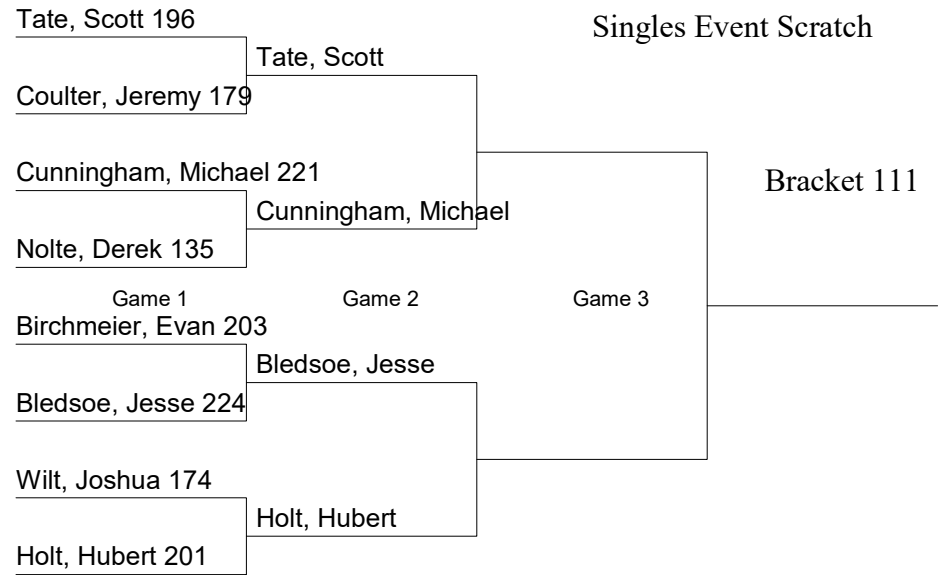 Tate, Scott 196
Singles Event Scratch
Tate, Scott
Coulter, Jeremy 179
Cunningham, Michael 221
Bracket 111
Cunningham, Michael
Nolte, Derek 135
Game 1
Game 2
Game 3
Birchmeier, Evan 203
Bledsoe, Jesse
Bledsoe, Jesse 224
Wilt, Joshua 174
Holt, Hubert
Holt, Hubert 201